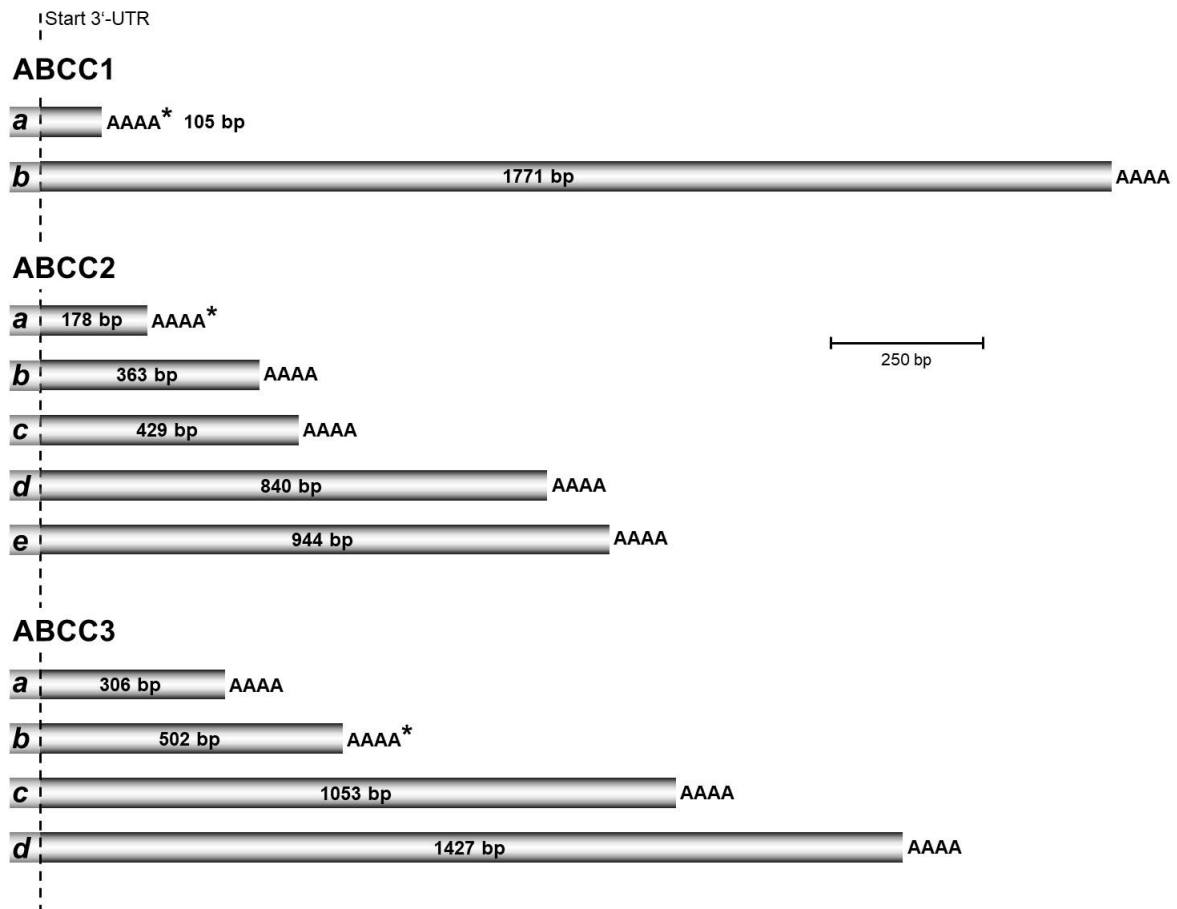 Start 3‘-UTR
ABCC1
a AAAA* 105 bp
b 1771 bp AAAA
ABCC2
a 178 bp AAAA*
b 363 bp AAAA
250 bp
c 429 bp AAAA
d 840 bp AAAA
e 944 bp AAAA
ABCC3
a 306 bp AAAA
b 502 bp AAAA*
c 1053 bp AAAA
d 1427 bp AAAA